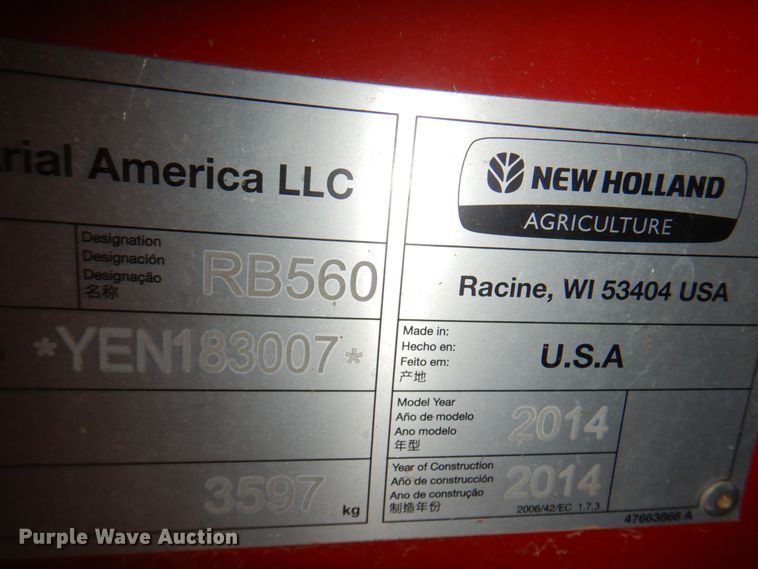 trial America LLC
Designation
Designación
Designação
名称
RB560
*YEN183007*
3597 kg
NEW HOLLAND
AGRICULTURE
Racine, WI 53404 USA
Made in:
Hecho en:
Feito em:
产地
U.S.A
Model Year
Año de modelo
Ano modelo
年型
2014
Year of Construction
Año de construcción
Ano de construção
制造年份
2014
2006/42/EC 1.7.3
47663868 A
Purple Wave Auction